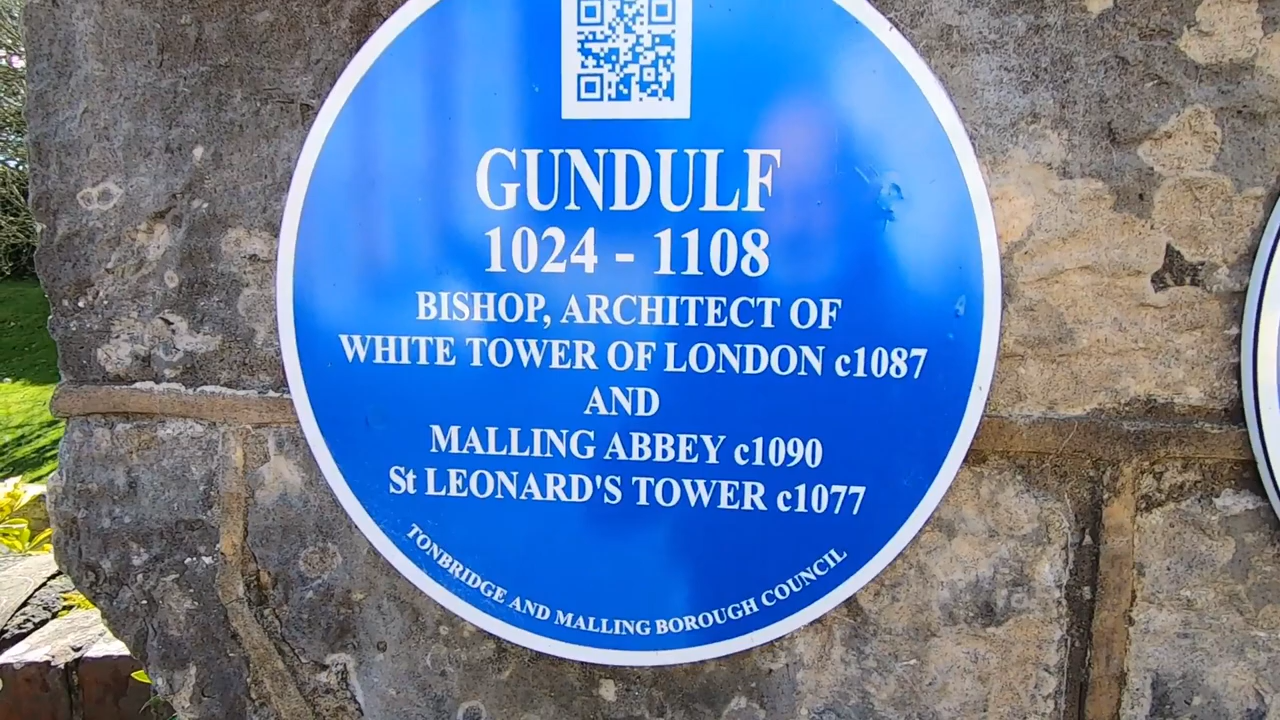 GUNDULF
1024 - 1108
BISHOP, ARCHITECT OF
WHITE TOWER OF LONDON c1087
AND
MALLING ABBEY c1090
St LEONARD'S TOWER c1077
TONBRIDGE AND MALLING BOROUGH COUNCIL